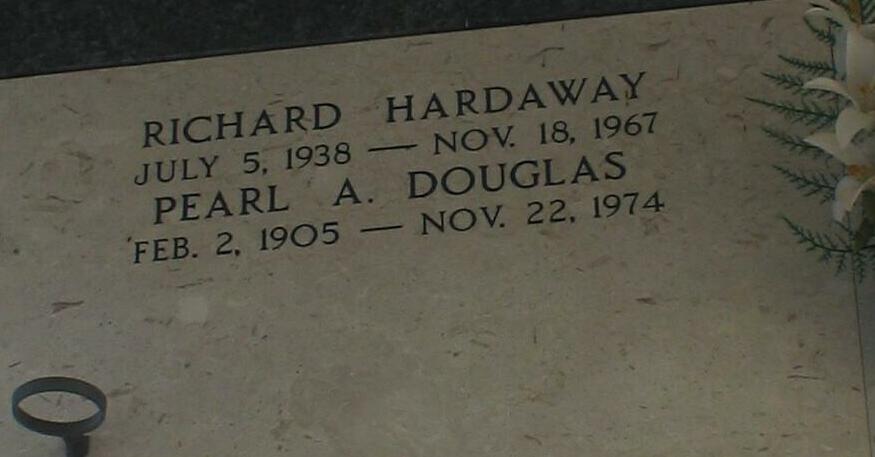 RICHARD HARDAWAY
JULY 5, 1938 — NOV. 18, 1967
PEARL A. DOUGLAS
FEB. 2, 1905 — NOV. 22, 1974